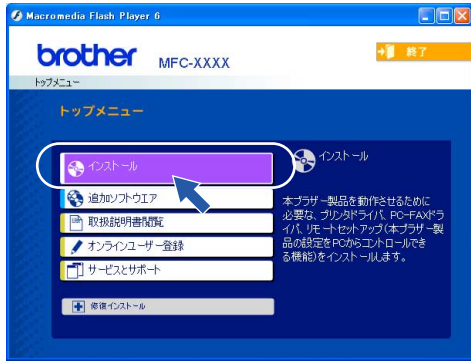 Macromedia Flash Player 6
brother MFC-XXXX
終了
トップメニュー
トップメニュー
インストール
追加ソフトウエア
取扱説明書閲覧
オンラインユーザー登録
サービスとサポート
修復インストール
インストール
本ブラザー製品を動作させるために
必要な、プリンタドライバ、PC-FAXドラ
イバ、リモートセットアップ(本ブラザー製
品の設定をPCからコントロールでき
る機能)をインストールします。